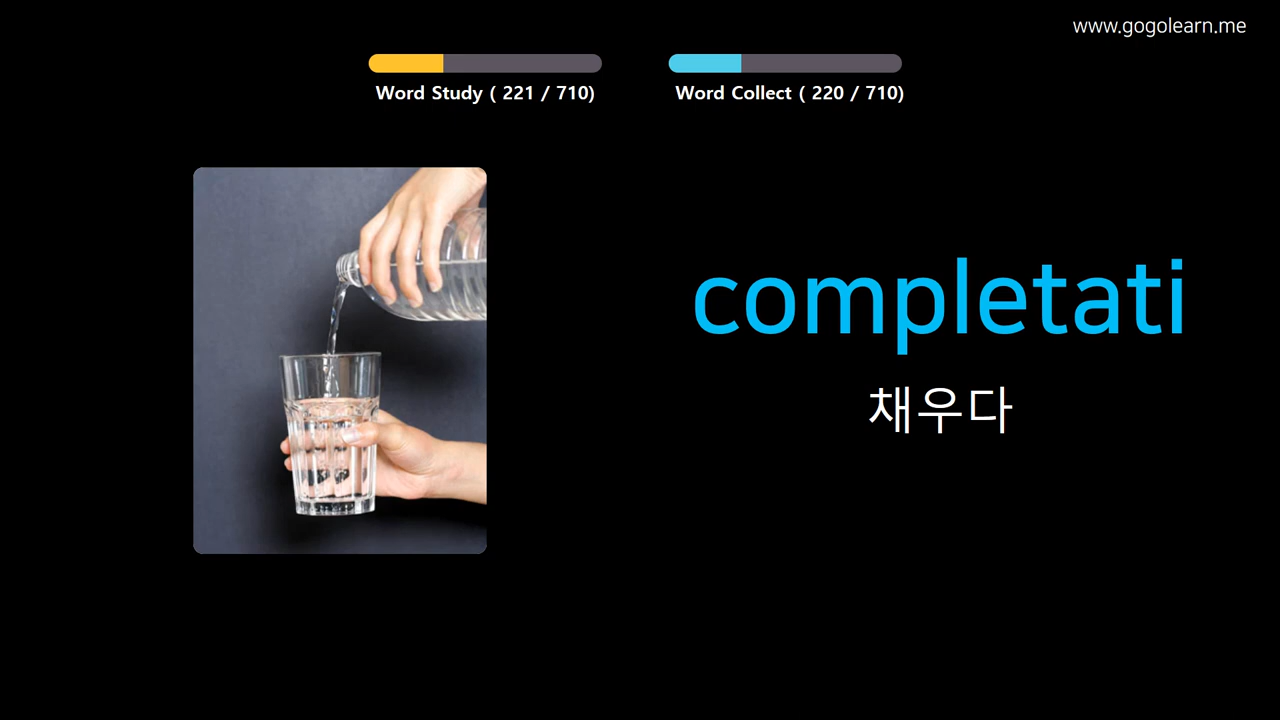 www.gogolearn.me
Word Study ( 221 / 710)
Word Collect ( 220 / 710)
completati
채우다